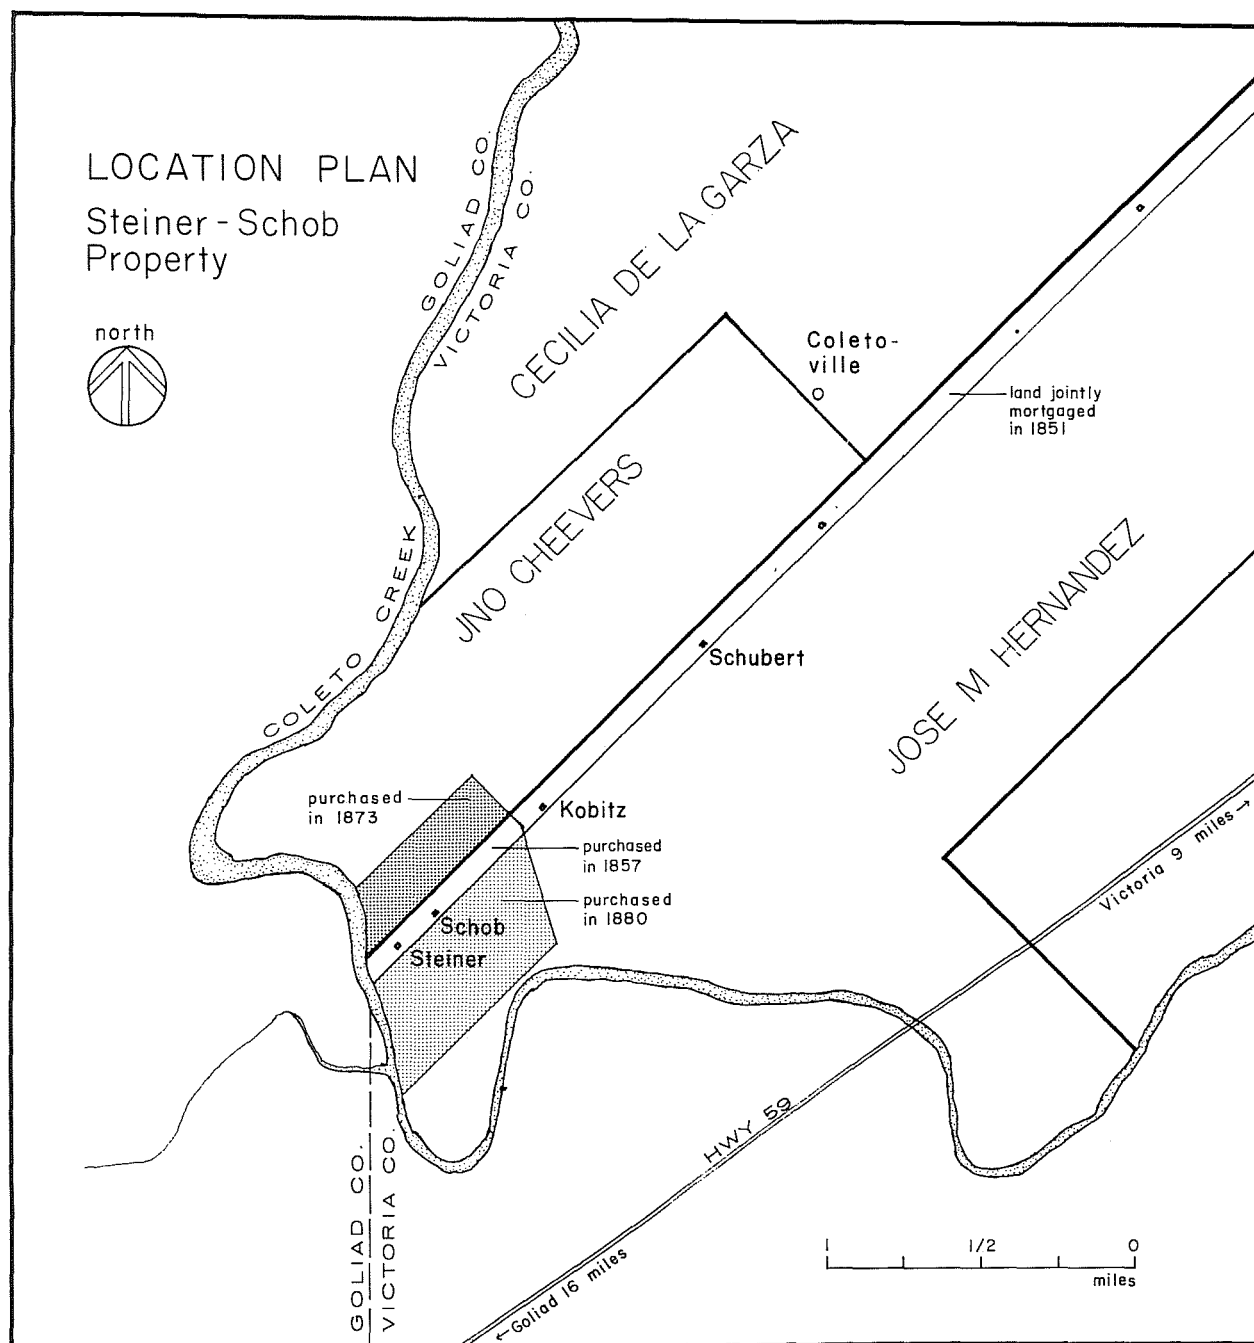 LOCATION PLAN
Steiner - Schob
Property
north
GOLIAD CO.
VICTORIA CO.
CECILIA DE LA GARZA
Coleto-
ville
land jointly
mortgaged
in 1851
JNO CHEEVERS
COLETO CREEK
JOSE M HERNANDEZ
Schubert
purchased
in 1873
Kobitz
purchased
in 1857
purchased
in 1880
Schob
Steiner
Victoria 9 miles →
HWY 59
←Goliad 16 miles
GOLIAD CO.
VICTORIA CO.
1 1/2 0
miles